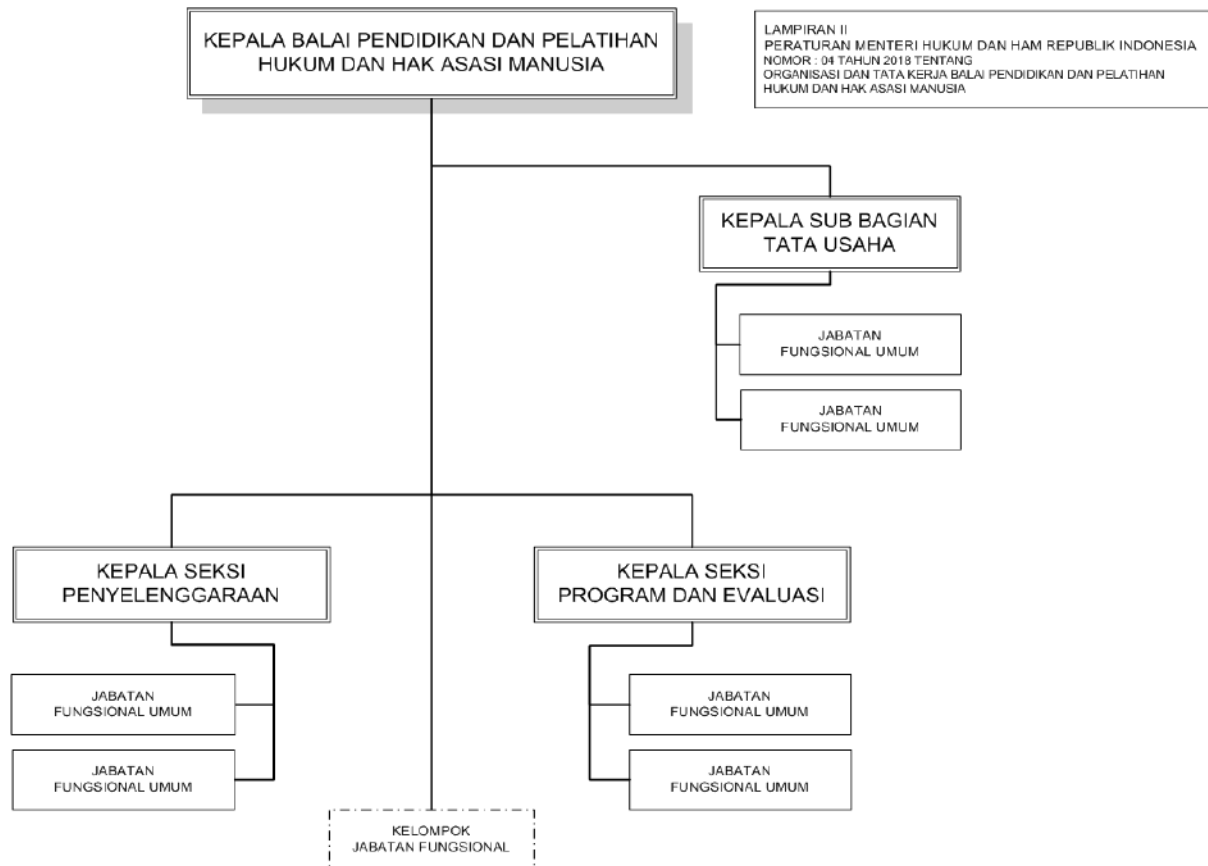 KEPALA BALAI PENDIDIKAN DAN PELATIHAN
HUKUM DAN HAK ASASI MANUSIA
LAMPIRAN II
PERATURAN MENTERI HUKUM DAN HAM REPUBLIK INDONESIA
NOMOR : 04 TAHUN 2018 TENTANG
ORGANISASI DAN TATA KERJA BALAI PENDIDIKAN DAN PELATIHAN
HUKUM DAN HAK ASASI MANUSIA
KEPALA SUB BAGIAN
TATA USAHA
JABATAN
FUNGSIONAL UMUM
JABATAN
FUNGSIONAL UMUM
KEPALA SEKSI
PENYELENGGARAAN
JABATAN
FUNGSIONAL UMUM
JABATAN
FUNGSIONAL UMUM
KEPALA SEKSI
PROGRAM DAN EVALUASI
JABATAN
FUNGSIONAL UMUM
JABATAN
FUNGSIONAL UMUM
KELOMPOK
JABATAN FUNGSIONAL